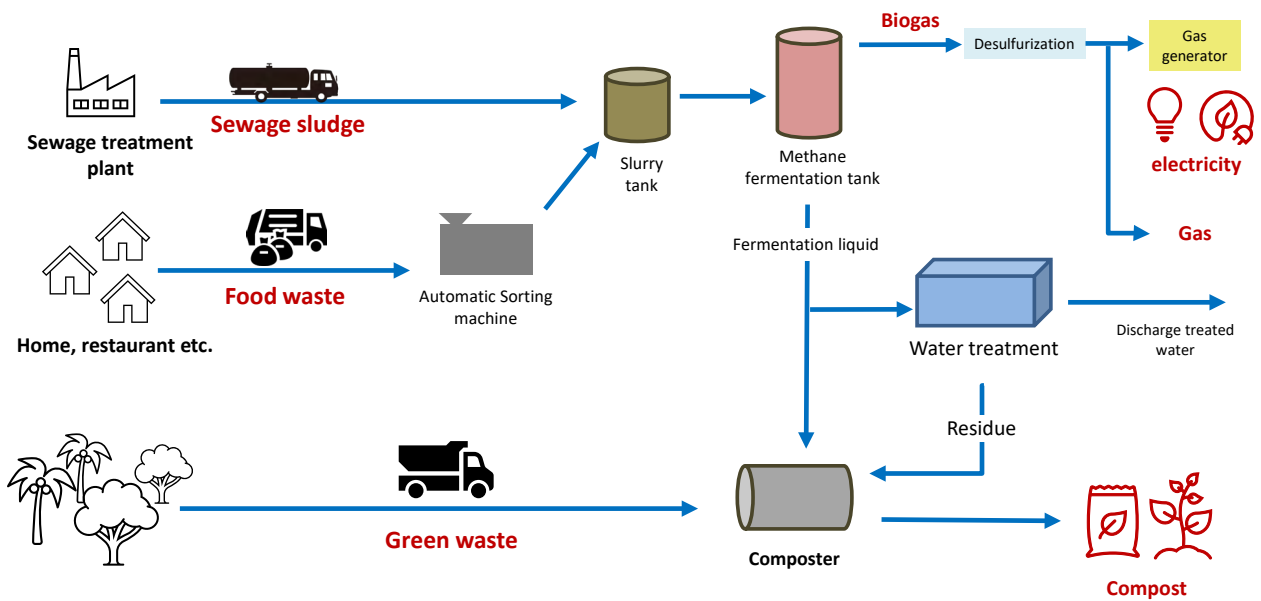 Biogas
Desulfurization
Gas
generator
Sewage sludge
Sewage treatment
plant
Slurry
tank
Methane
fermentation tank
electricity
Fermentation liquid
Gas
Food waste
Automatic Sorting
machine
Home, restaurant etc.
Water treatment
Discharge treated
water
Residue
Green waste
Composter
Compost